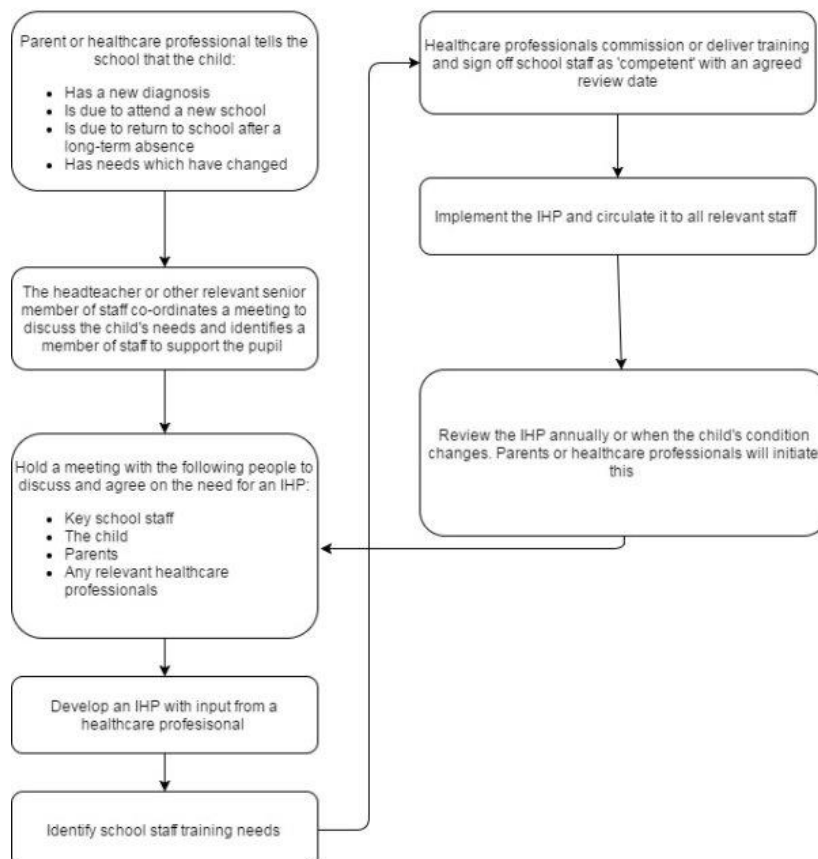 Parent or healthcare professional tells the
school that the child:
• Has a new diagnosis
• Is due to attend a new school
• Is due to return to school after a
long-term absence
• Has needs which have changed
The headteacher or other relevant senior
member of staff co-ordinates a meeting to
discuss the child's needs and identifies a
member of staff to support the pupil
Hold a meeting with the following people to
discuss and agree on the need for an IHP:
• Key school staff
• The child
• Parents
• Any relevant healthcare
professionals
Develop an IHP with input from a
healthcare profesisonal
Identify school staff training needs
Healthcare professionals commission or deliver training
and sign off school staff as 'competent' with an agreed
review date
Implement the IHP and circulate it to all relevant staff
Review the IHP annually or when the child's condition
changes. Parents or healthcare professionals will initiate
this